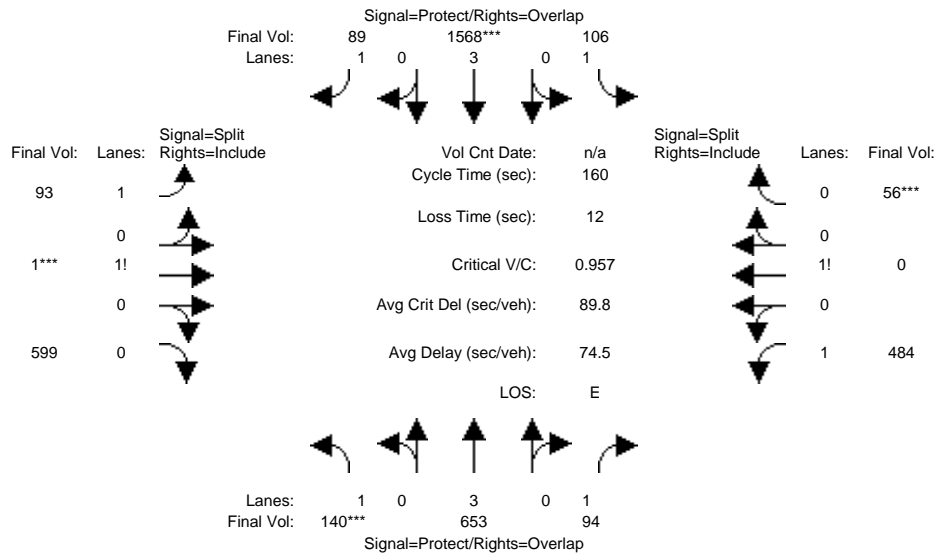 Signal=Protect/Rights=Overlap
Final Vol: 89 1568*** 106
Lanes: 1 0 3 0 1
Signal=Split
Final Vol: Lanes: Rights=Include
Vol Cnt Date: n/a
Signal=Split
Rights=Include Lanes: Final Vol:
Cycle Time (sec): 160
93 1
0 56***
Loss Time (sec): 12
0
0
1*** 1!
Critical V/C: 0.957
1! 0
0
Avg Crit Del (sec/veh): 89.8
0
599 0
Avg Delay (sec/veh): 74.5
1 484
LOS: E
Lanes: 1 0 3 0 1
Final Vol: 140*** 653 94
Signal=Protect/Rights=Overlap